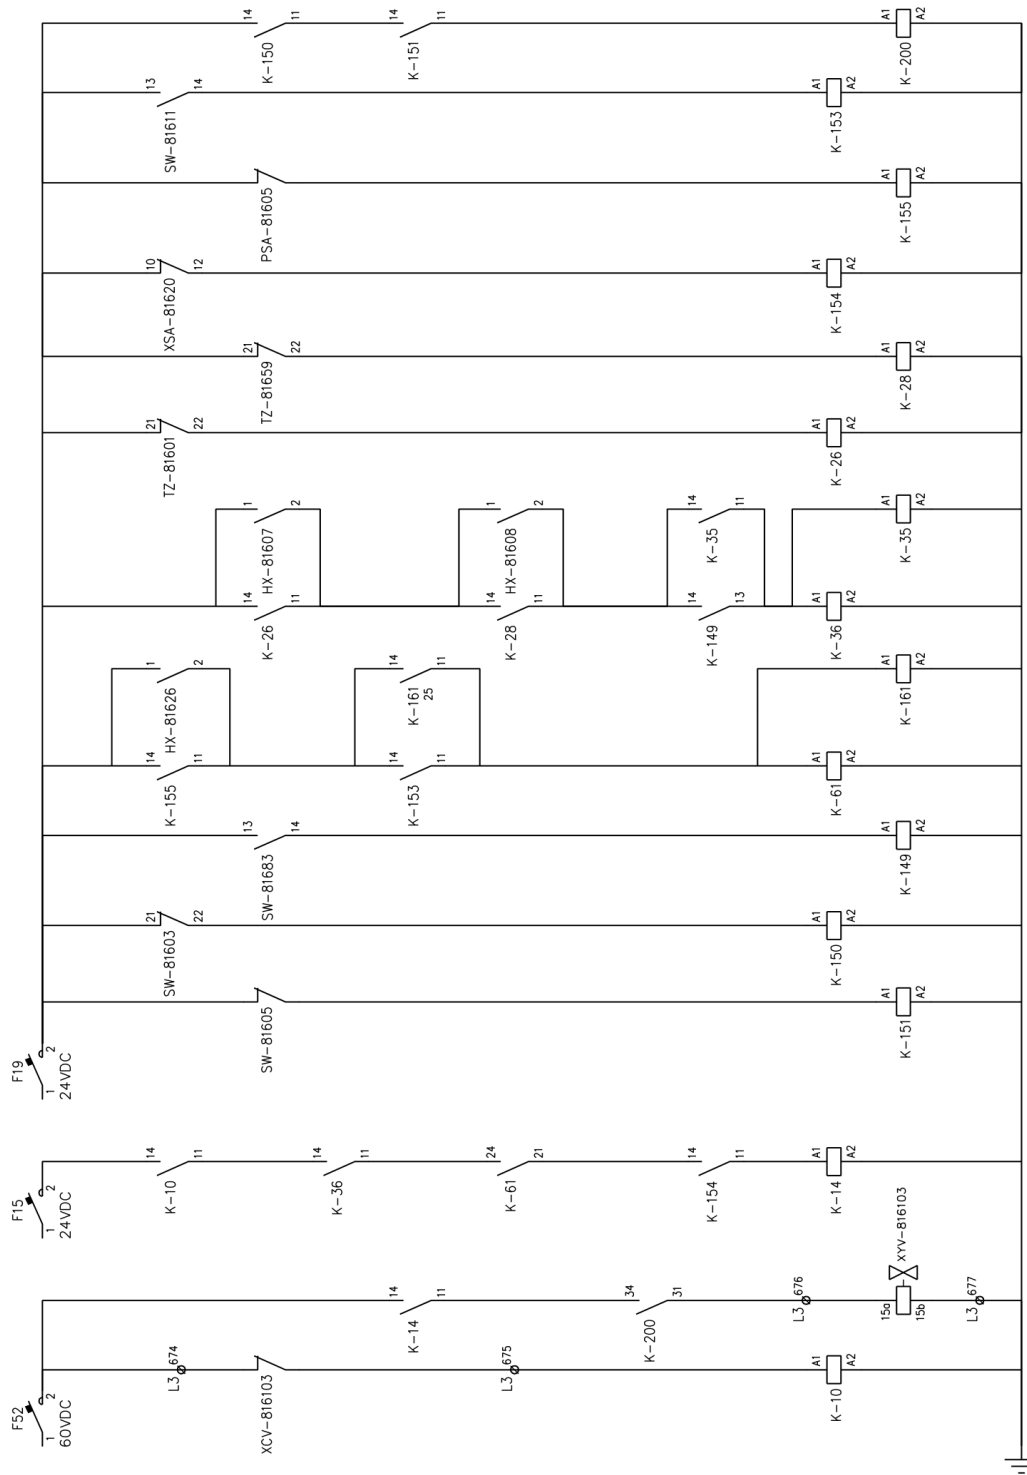 F52
1
2
60VDC
L3
674
XCV-816103
L3
675
A1
A2
K-10
14
11
K-14
34
31
K-200
L3
676
15a
15b
XYV-816103
L3
677
F15
1
2
24VDC
14
11
K-10
14
11
K-36
24
21
K-61
14
11
K-154
A1
A2
K-14
F19
1
2
24VDC
SW-81605
A1
A2
K-151
21
22
SW-81603
A1
A2
K-150
13
14
SW-81683
A1
A2
K-149
14
11
K-155
1
2
HX-81626
14
11
K-153
14
11
K-161
25
A1
A2
K-61
A1
A2
K-161
14
11
K-26
1
2
HX-81607
14
11
K-28
1
2
HX-81608
14
13
K-149
14
11
K-35
A1
A2
K-36
A1
A2
K-35
21
22
TZ-81601
A1
A2
K-26
21
22
TZ-81659
A1
A2
K-28
10
12
XSA-81620
A1
A2
K-154
PSA-81605
A1
A2
K-155
13
14
SW-81611
A1
A2
K-153
14
11
K-150
14
11
K-151
A1
A2
K-200